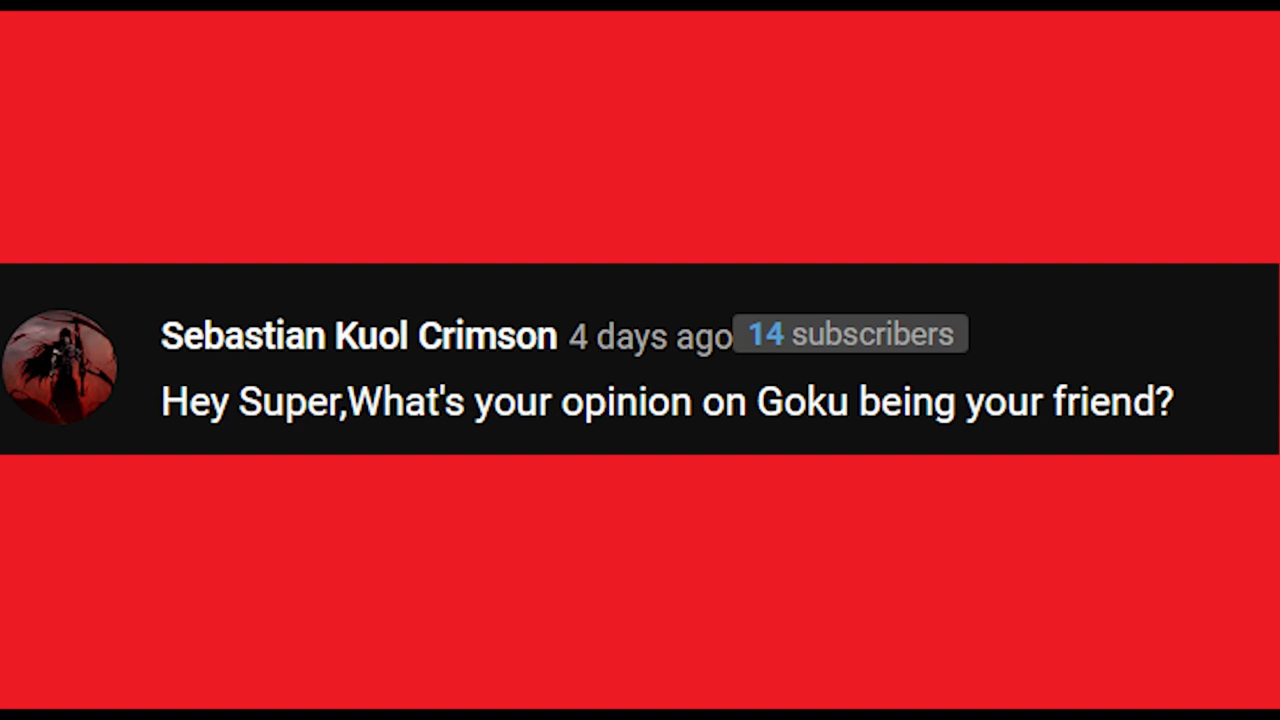 Sebastian Kuol Crimson 4 days ago 14 subscribers
Hey Super,What's your opinion on Goku being your friend?